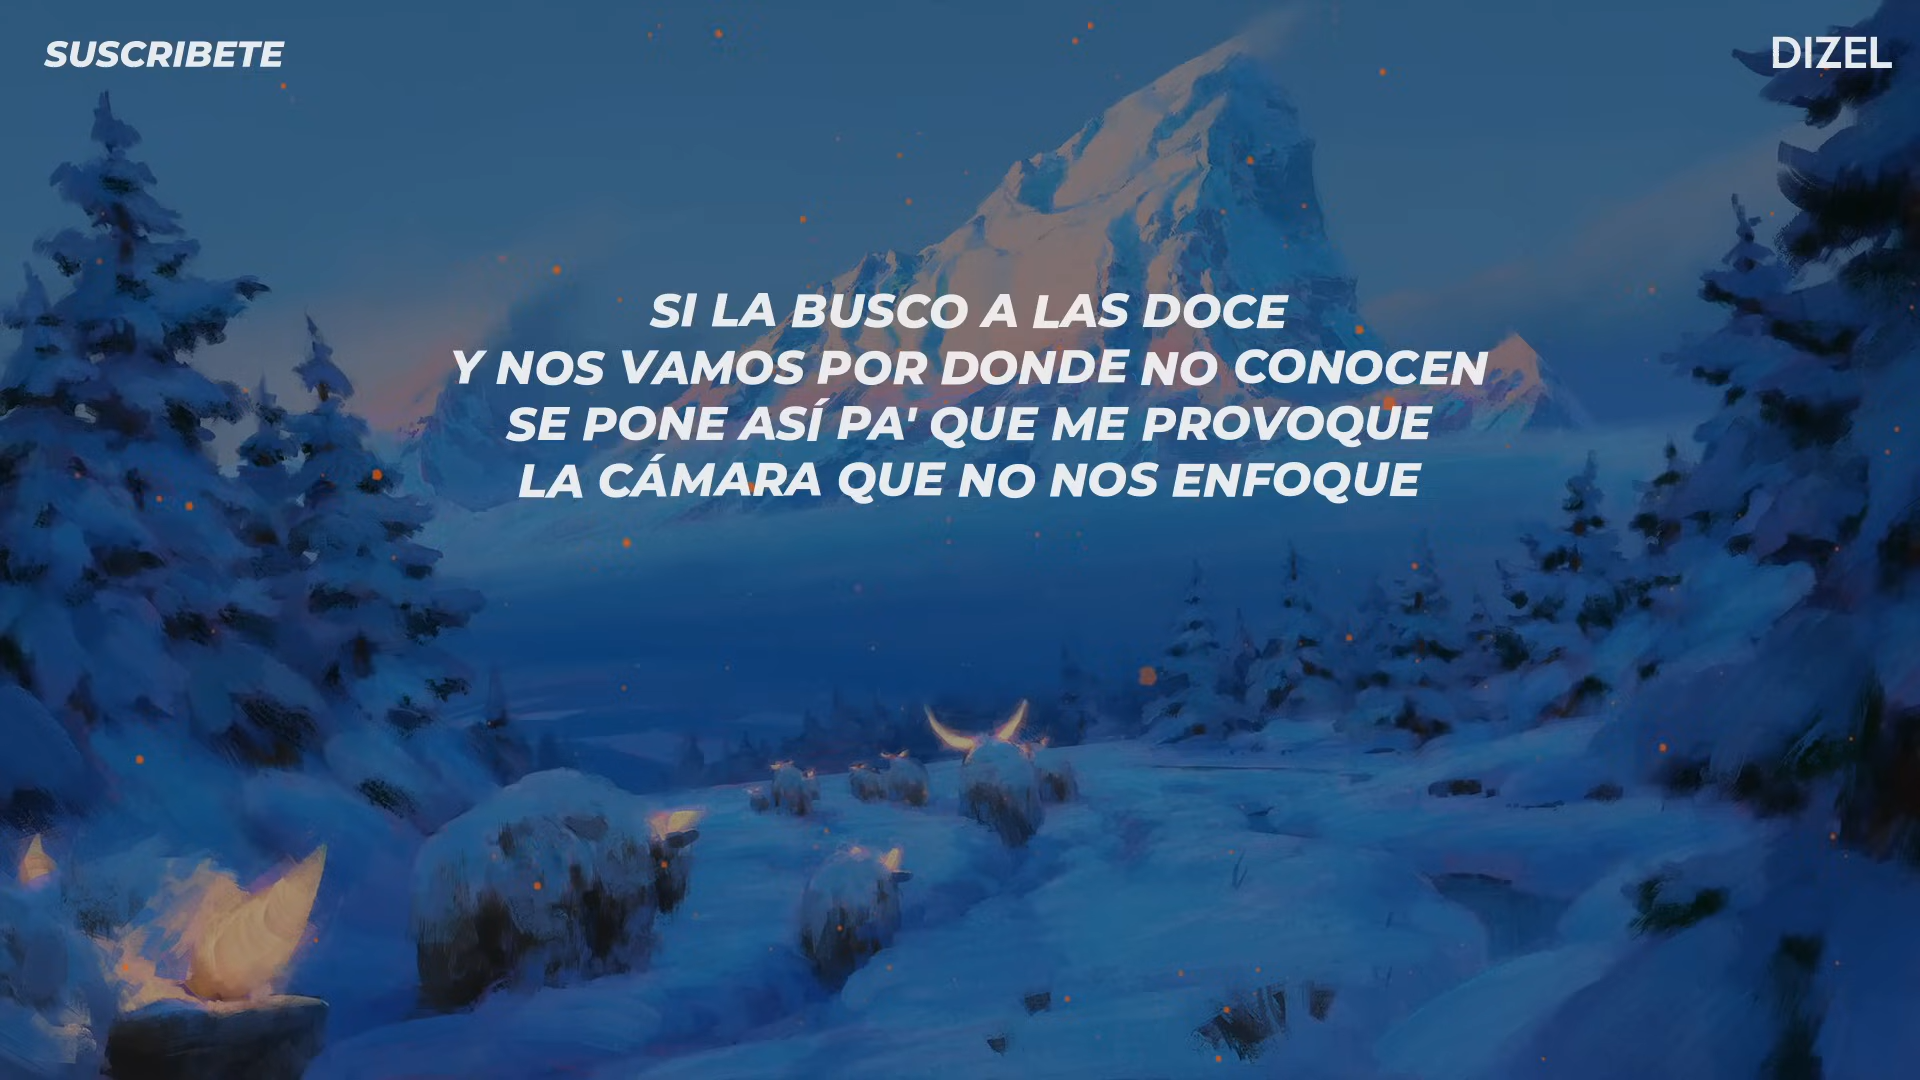 SUSCRIBETE
DIZEL
SI LA BUSCO A LAS DOCE
Y NOS VAMOS POR DONDE NO CONOCEN
SE PONE ASÍ PA' QUE ME PROVOQUE
LA CÁMARA QUE NO NOS ENFOQUE